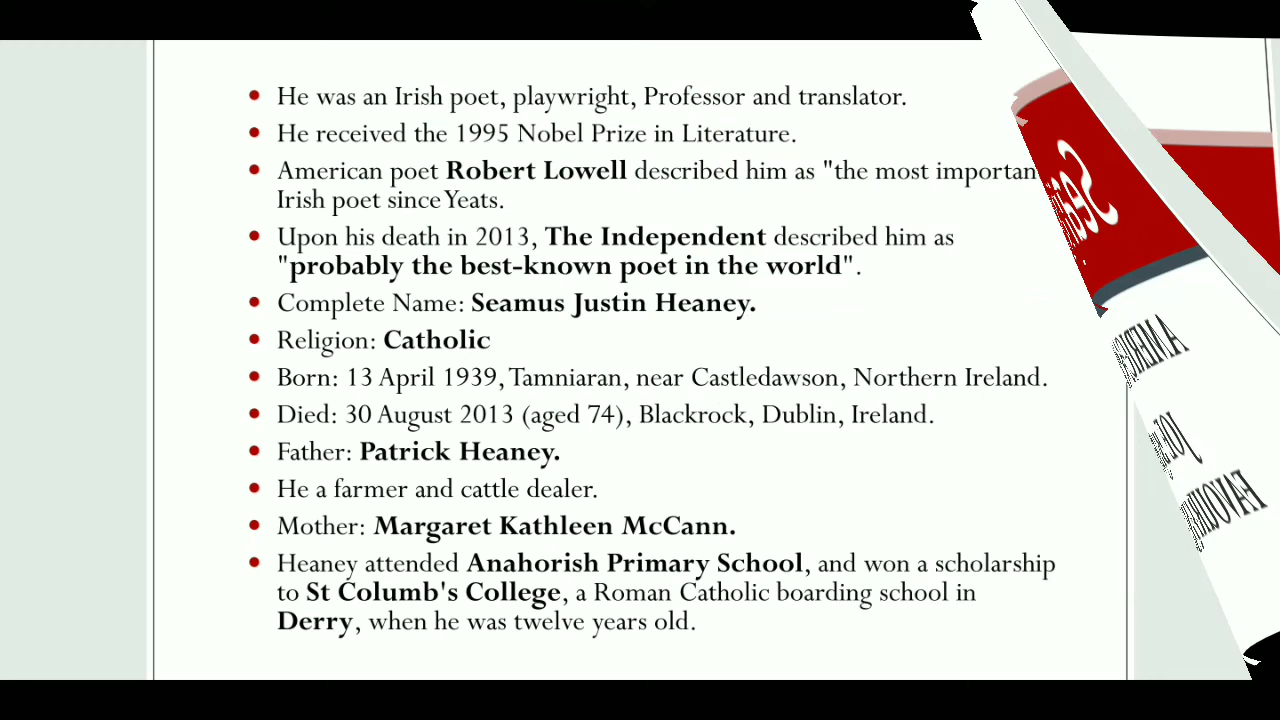 • He was an Irish poet, playwright, Professor and translator.
• He received the 1995 Nobel Prize in Literature.
• American poet Robert Lowell described him as "the most importan
Irish poet since Yeats.
• Upon his death in 2013, The Independent described him as
"probably the best-known poet in the world".
• Complete Name: Seamus Justin Heaney.
• Religion: Catholic
• Born: 13 April 1939, Tamniaran, near Castledawson, Northern Ireland.
• Died: 30 August 2013 (aged 74), Blackrock, Dublin, Ireland.
• Father: Patrick Heaney.
• He a farmer and cattle dealer.
• Mother: Margaret Kathleen McCann.
• Heaney attended Anahorish Primary School, and won a scholarship
to St Columb's College, a Roman Catholic boarding school in
Derry, when he was twelve years old.